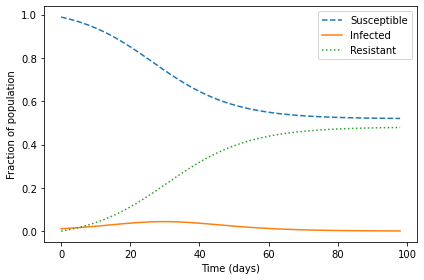 1.0
0.8
0.6
0.4
0.2
0.0
Fraction of population
Susceptible
Infected
Resistant
0 20 40 60 80 100
Time (days)